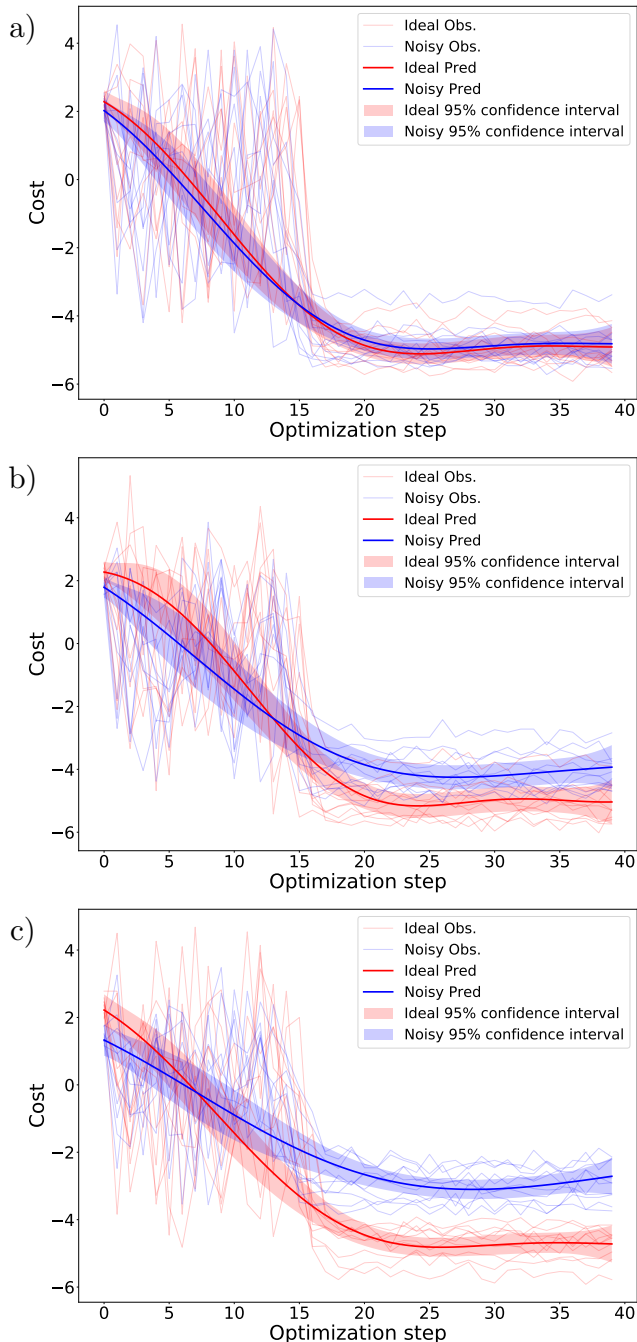 a)
4
2
0
−2
−4
−6
Cost
Ideal Obs.
Noisy Obs.
Ideal Pred
Noisy Pred
Ideal 95% confidence interval
Noisy 95% confidence interval
0 5 10 15 20 25 30 35 40
Optimization step
b)
4
2
0
−2
−4
−6
Cost
Ideal Obs.
Noisy Obs.
Ideal Pred
Noisy Pred
Ideal 95% confidence interval
Noisy 95% confidence interval
0 5 10 15 20 25 30 35 40
Optimization step
c)
4
2
0
−2
−4
−6
Cost
Ideal Obs.
Noisy Obs.
Ideal Pred
Noisy Pred
Ideal 95% confidence interval
Noisy 95% confidence interval
0 5 10 15 20 25 30 35 40
Optimization step